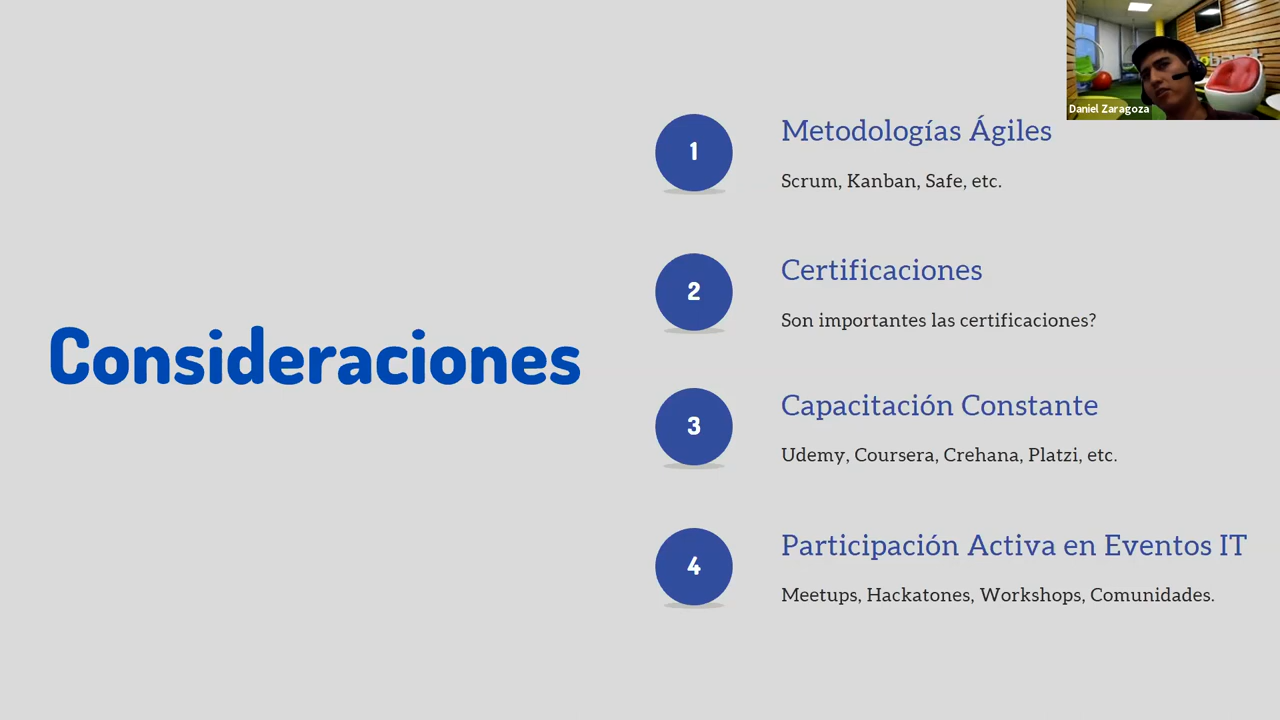 Consideraciones
1
Metodologías Ágiles
Scrum, Kanban, Safe, etc.
2
Certificaciones
Son importantes las certificaciones?
3
Capacitación Constante
Udemy, Coursera, Crehana, Platzi, etc.
4
Participación Activa en Eventos IT
Meetups, Hackatones, Workshops, Comunidades.
Daniel Zaragoza